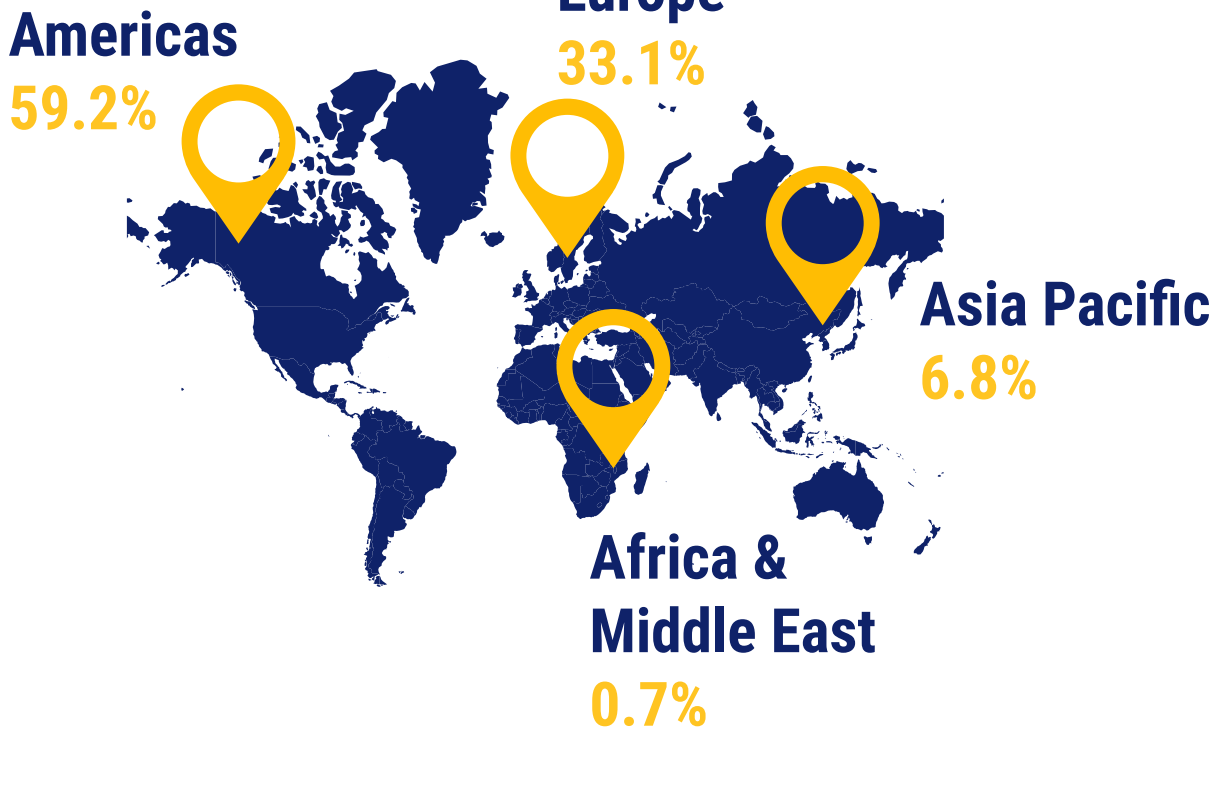 Americas
59.2%
Europe
33.1%
Asia Pacific
6.8%
Africa &
Middle East
0.7%